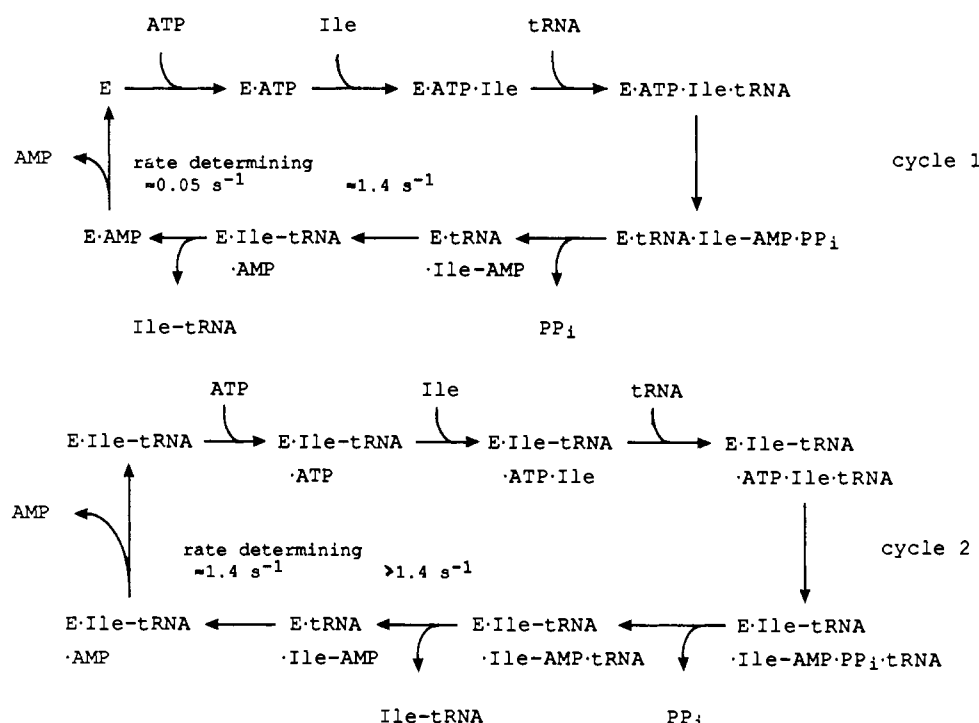 ATP Ile tRNA
E E·ATP E·ATP·Ile E·ATP·Ile·tRNA
AMP rate determining cycle 1
≈0.05 s⁻¹ ≈1.4 s⁻¹
E·AMP E·Ile-tRNA E·tRNA E·tRNA·Ile-AMP·PPi
·AMP ·Ile-AMP
Ile-tRNA PPi
ATP Ile tRNA
E·Ile-tRNA E·Ile-tRNA E·Ile-tRNA E·Ile-tRNA
·ATP ·ATP·Ile ·ATP·Ile·tRNA
AMP
rate determining cycle 2
≈1.4 s⁻¹ >1.4 s⁻¹
E·Ile-tRNA E·tRNA E·Ile-tRNA E·Ile-tRNA
·AMP ·Ile-AMP ·Ile-AMP·tRNA ·Ile-AMP·PPi·tRNA
Ile-tRNA PPi